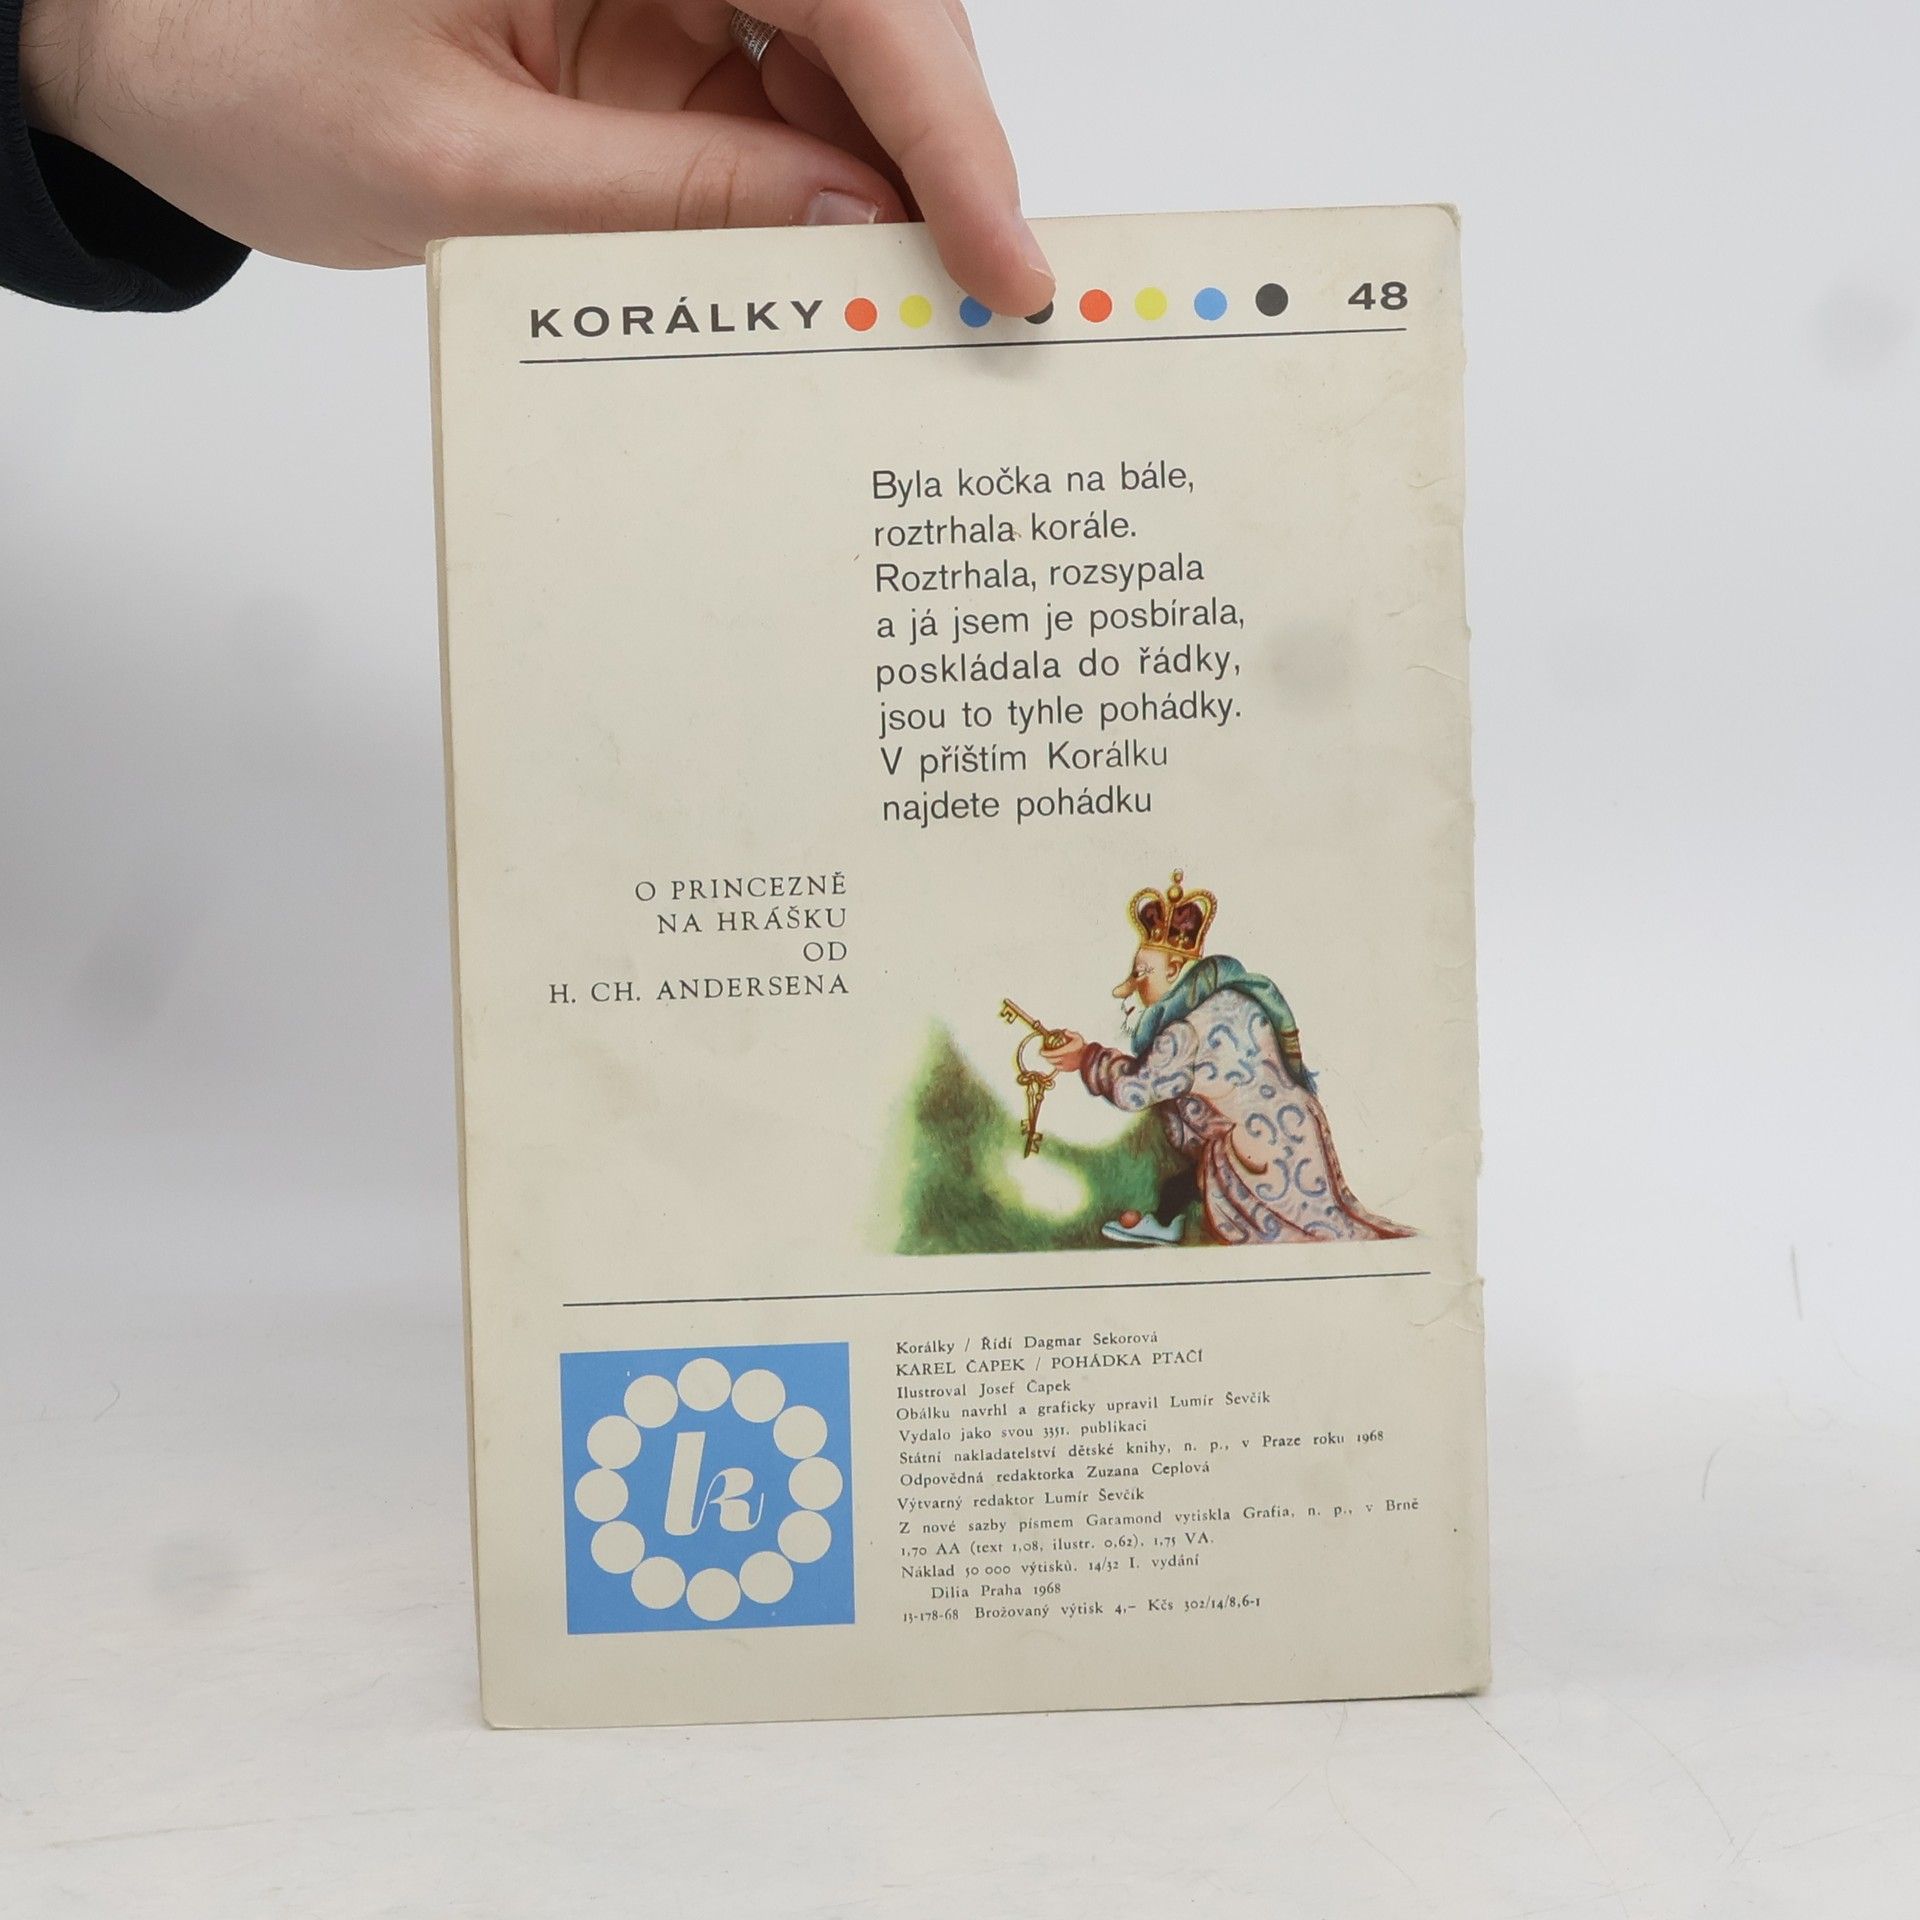 KORÁLKY 48
Byla kočka na bále,
roztrhala korále.
Roztrhala, rozsypala
a já jsem je posbírala,
poskládala do řádky,
jsou to tyhle pohádky.
V příštím Korálku
najdete pohádku
O PRINCEZNĚ
NA HRÁŠKU
OD
H. CH. ANDERSENA
k
Korálky / Řídí Dagmar Sekorová
KAREL ČAPEK / POHÁDKA PTAČÍ
Ilustroval Josef Čapek
Obálku navrhl a graficky upravil Lumír Ševčík
Vydalo jako svou 3351. publikaci
Státní nakladatelství dětské knihy, n. p., v Praze roku 1968
Odpovědná redaktorka Zuzana Ceplová
Výtvarný redaktor Lumír Ševčík
Z nové sazby písmem Garamond vytiskla Grafia, n. p., v Brně
1,70 AA (text 1,08, ilustr. 0,62), 1,75 VA.
Náklad 50 000 výtisků. 14/32 I. vydání
Dilia Praha 1968
13-178-68 Brožovaný výtisk 4,– Kčs 302/14/8,6-1